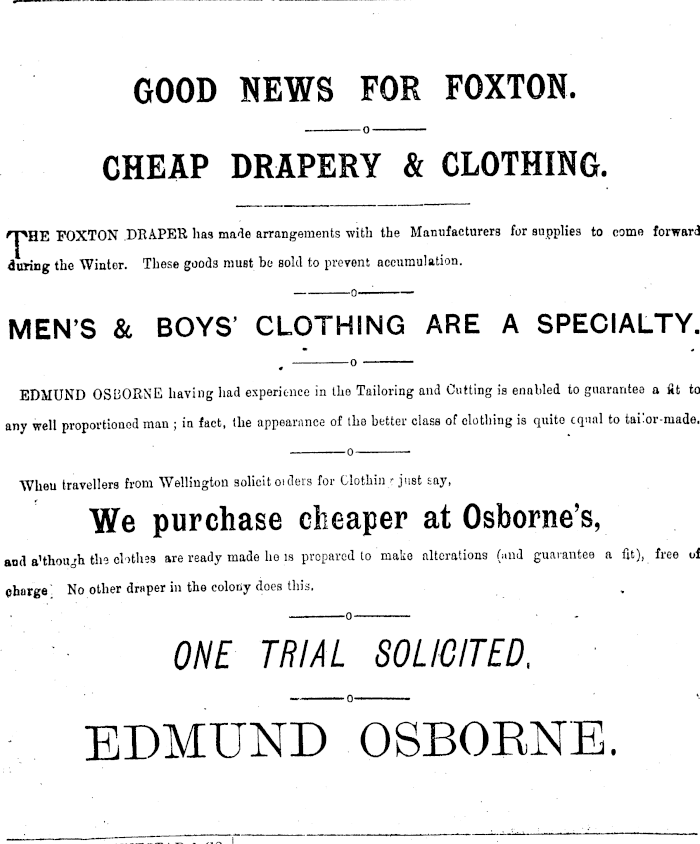 GOOD NEWS FOR FOXTON.
CHEAP DRAPERY & CLOTHING.
THE FOXTON DRAPER has made arrangements with the Manufacturers for supplies to come forward
during the Winter. These goods must be sold to prevent accumulation.
MEN'S & BOYS' CLOTHING ARE A SPECIALTY.
EDMUND OSBORNE having had experience in the Tailoring and Cutting is enabled to guarantee a fit to
any well proportioned man ; in fact, the appearance of the better class of clothing is quite equal to tailor-made.
When travellers from Wellington solicit orders for Clothing just say,
We purchase cheaper at Osborne's,
and although the clothes are ready made he is prepared to make alterations (and guarantee a fit), free of
charge. No other draper in the colony does this.
ONE TRIAL SOLICITED.
EDMUND OSBORNE.